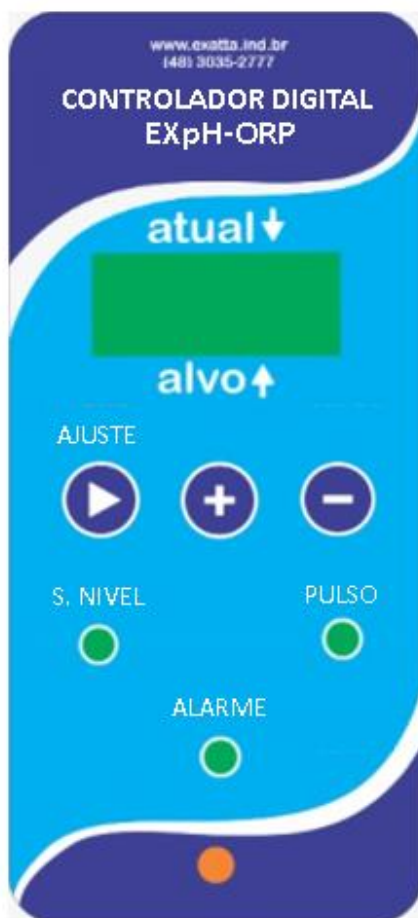 www.exatta.ind.br
(48) 3035-2777
CONTROLADOR DIGITAL
EXpH-ORP
atual
alvo
AJUSTE
S. NIVEL PULSO
ALARME